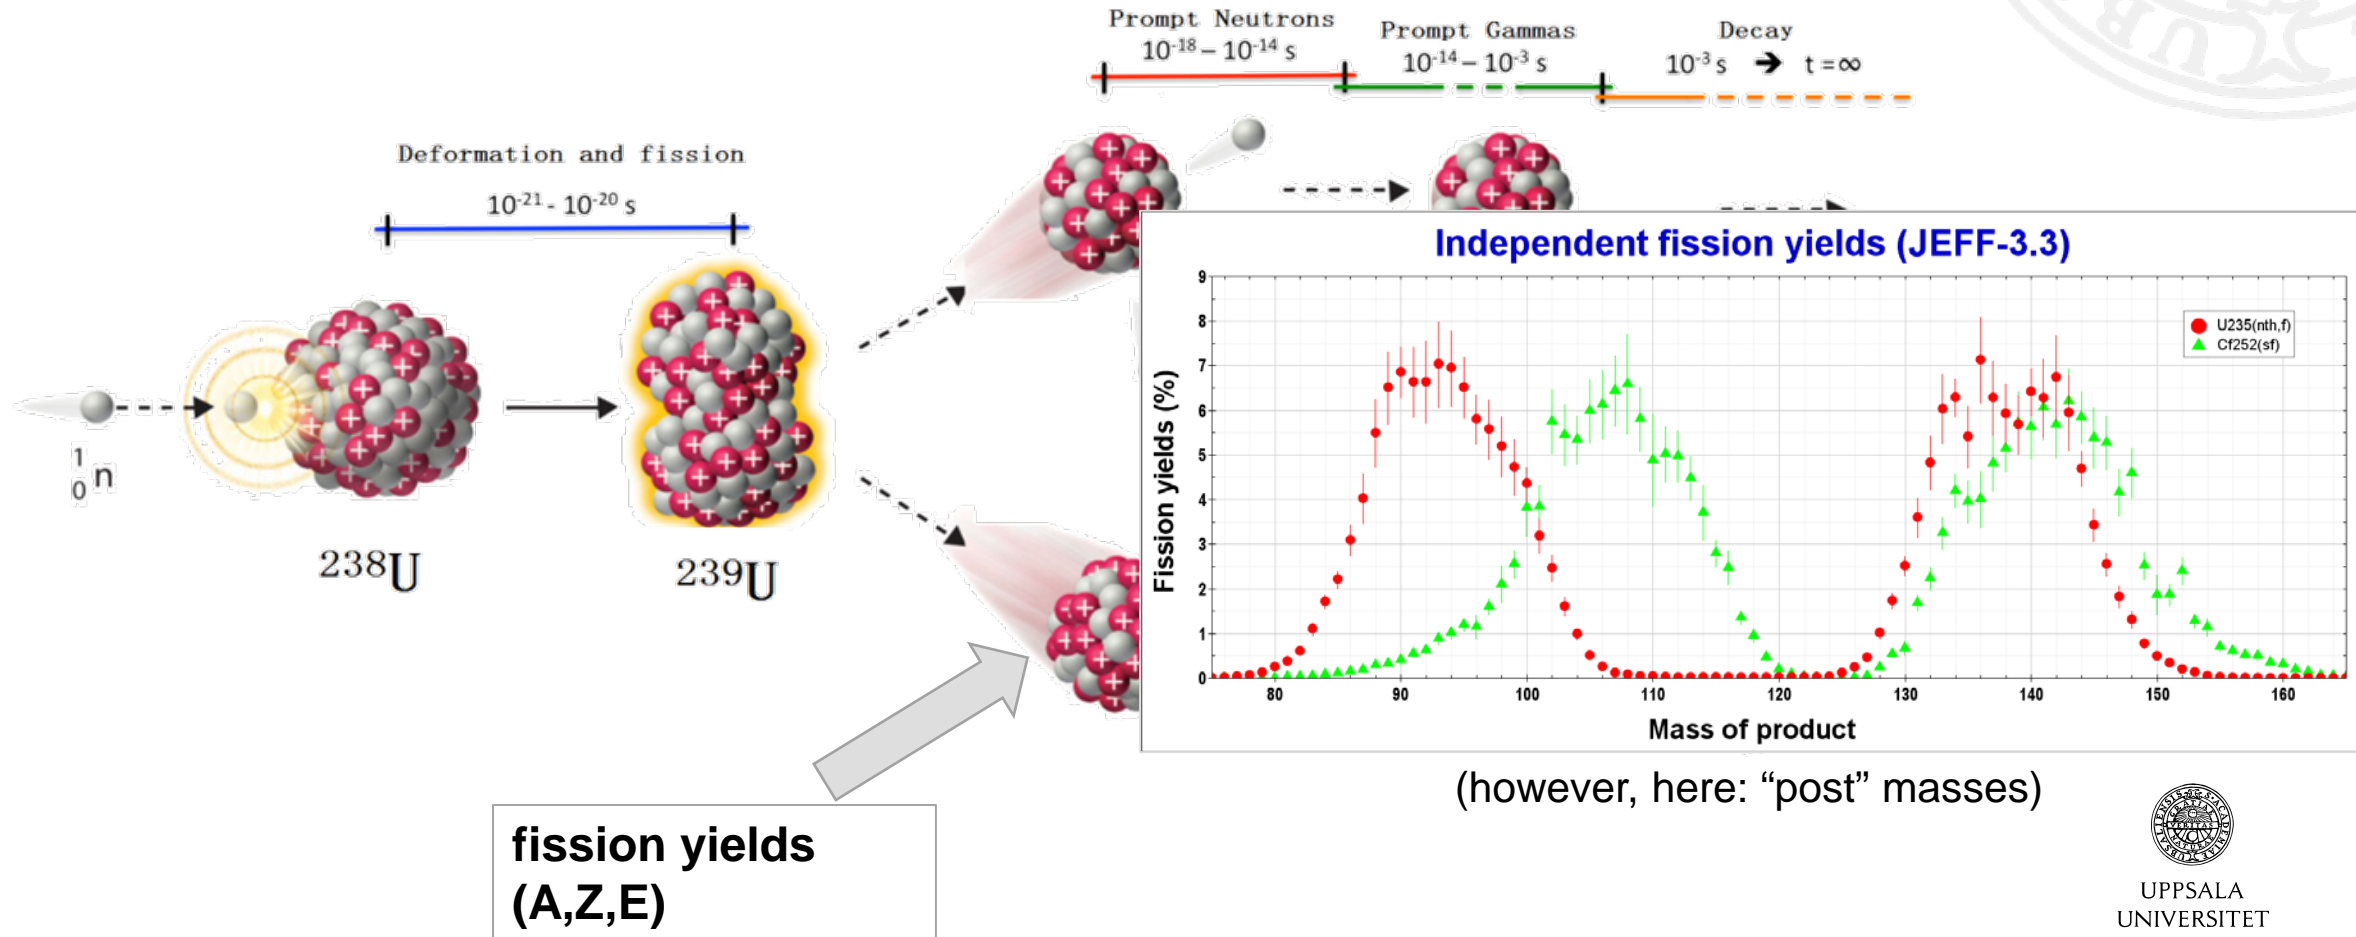 Prompt Neutrons
10⁻¹⁸ – 10⁻¹⁴ s
Prompt Gammas
10⁻¹⁴ – 10⁻³ s
Decay
10⁻³ s ➔ t = ∞
Deformation and fission
10⁻²¹ - 10⁻²⁰ s
¹₀n
²³⁸U
²³⁹U
Independent fission yields (JEFF-3.3)
Fission yields (%)
9
8
7
6
5
4
3
2
1
0
U235(nth,f)
Cf252(sf)
80 90 100 110 120 130 140 150 160
Mass of product
(however, here: “post” masses)
fission yields
(A,Z,E)
UPPSALA
UNIVERSITET